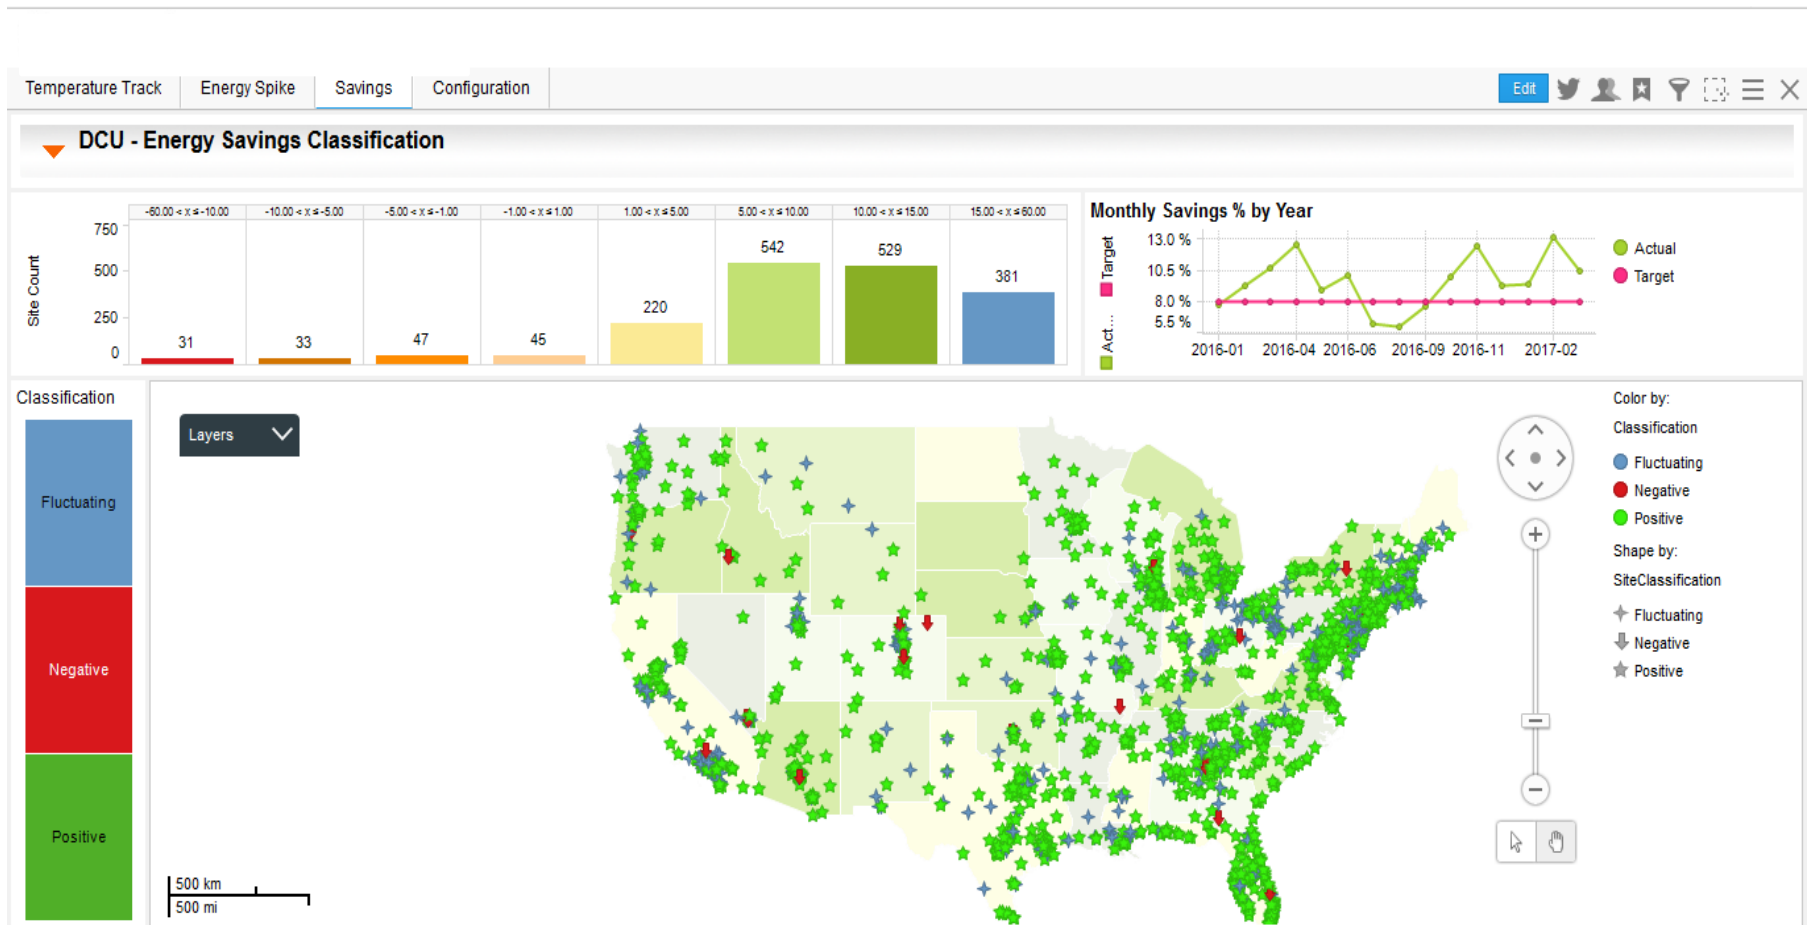 Temperature Track Energy Spike Savings Configuration Edit
DCU - Energy Savings Classification
-60.00 < x ≤ -10.00 -10.00 < x ≤ -5.00 -5.00 < x ≤ -1.00 -1.00 < x ≤ 1.00 1.00 < x ≤ 5.00 5.00 < x ≤ 10.00 10.00 < x ≤ 15.00 15.00 < x ≤ 60.00
Site Count
750
500
250
0
31 33 47 45 220 542 529 381
Monthly Savings % by Year
Target
Act...
13.0 %
10.5 %
8.0 %
5.5 %
2016-01 2016-04 2016-06 2016-09 2016-11 2017-02
Actual
Target
Classification
Fluctuating
Negative
Positive
Layers
500 km
500 mi
Color by:
Classification
Fluctuating
Negative
Positive
Shape by:
SiteClassification
Fluctuating
Negative
Positive